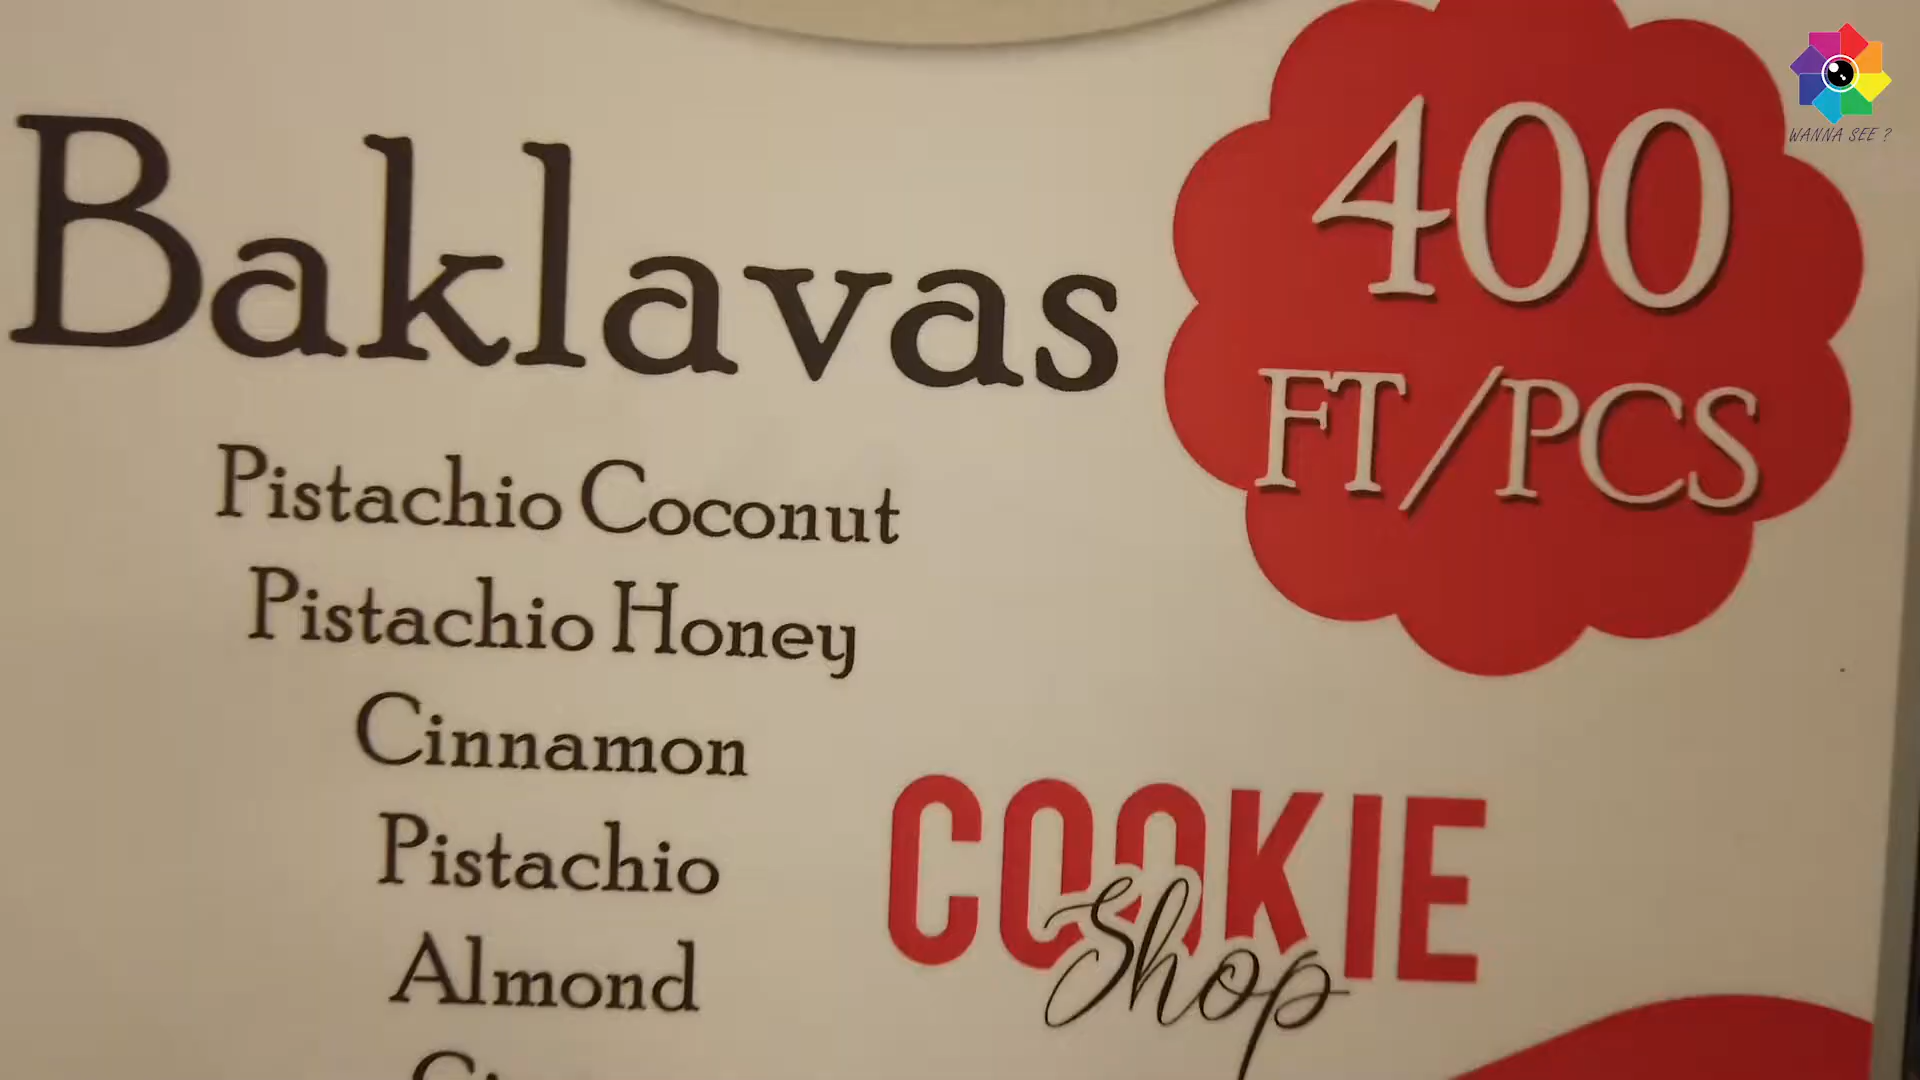 Baklavas
400
FT/PCS
WANNA SEE ?
Pistachio Coconut
Pistachio Honey
Cinnamon
Pistachio
Almond
COOKIE
Shop